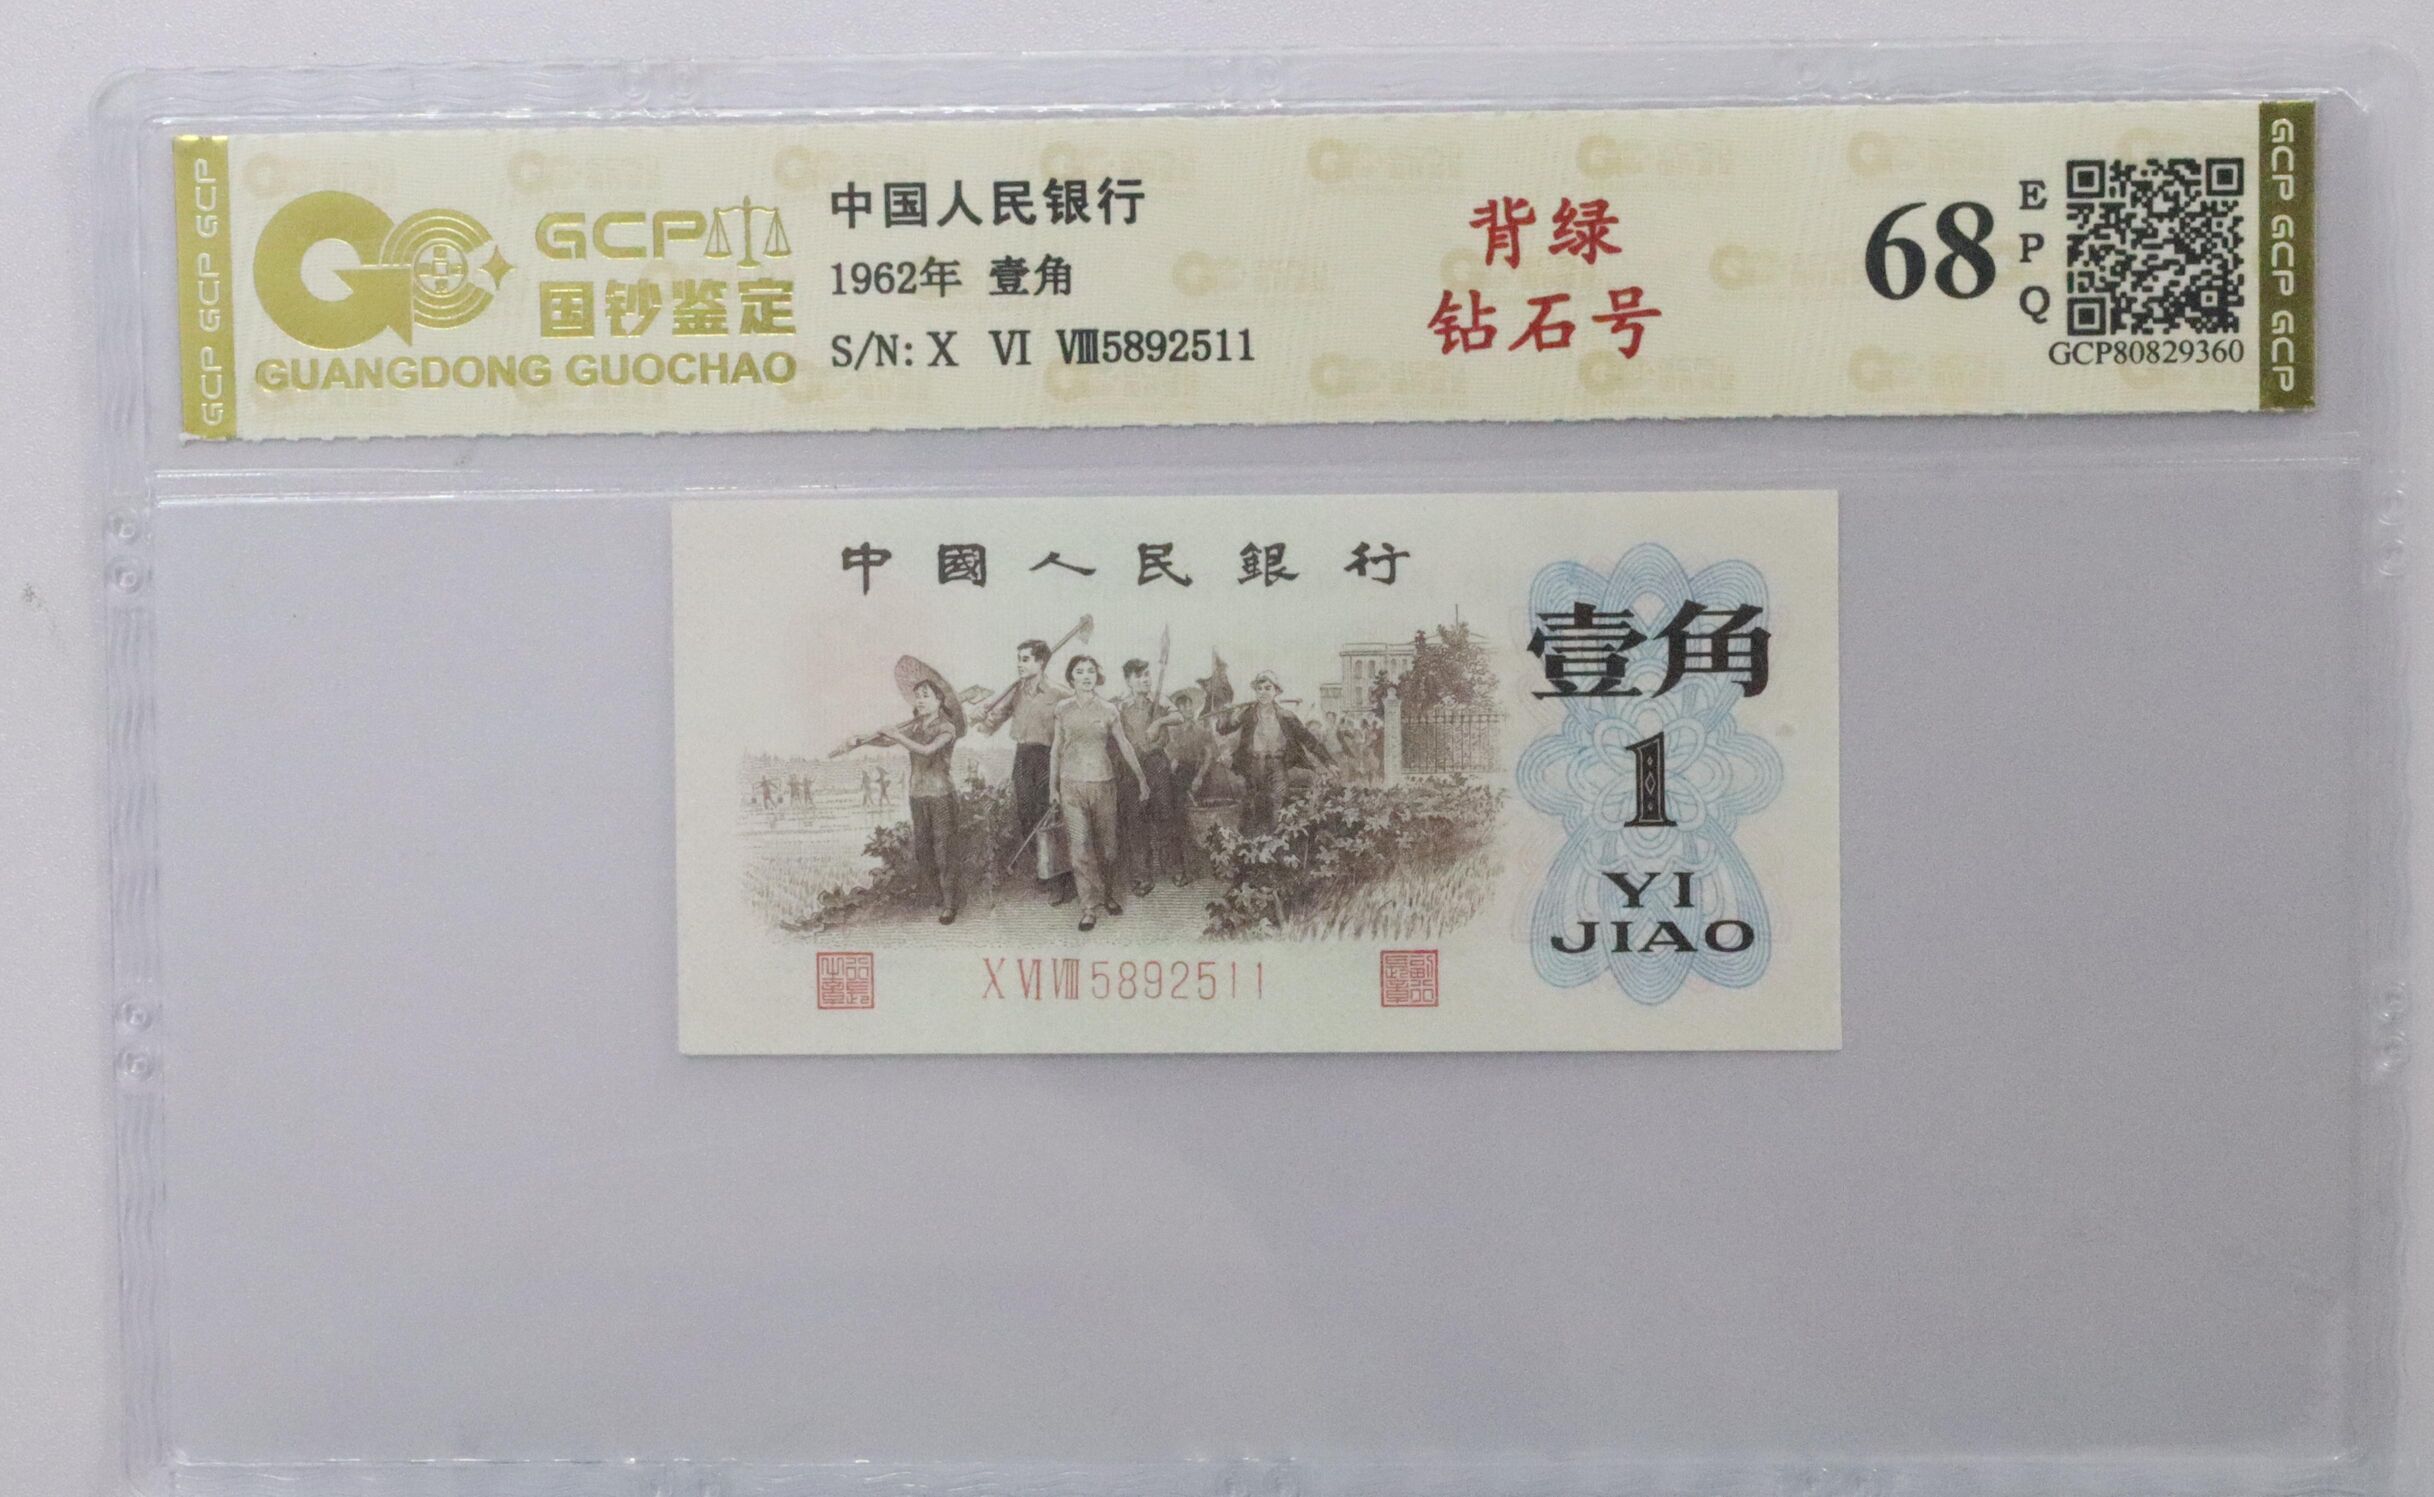 GCP GCP GCP
GCP
国钞鉴定
GUANGDONG GUOCHAO
中国人民银行
1962年 壹角
S/N: X VI VIII5892511
背绿
钻石号
68
EPQ
GCP80829360
GCP GCP GCP
中國人民銀行
壹角
1
YI
JIAO
X VI VIII 5892511